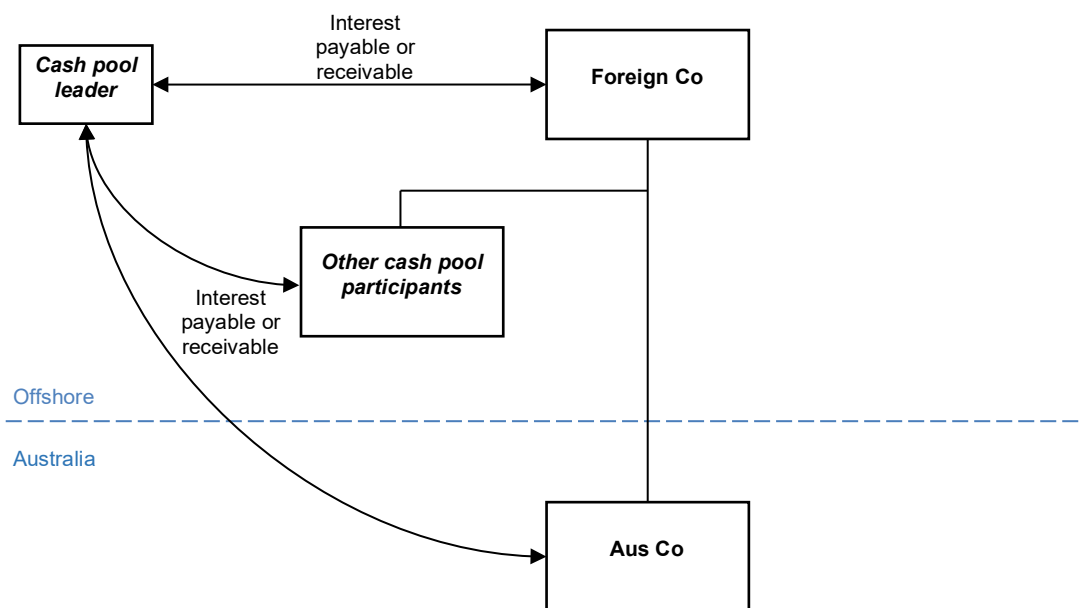 Interest
payable or
receivable
Cash pool
leader
Foreign Co
Other cash pool
participants
Interest
payable or
receivable
Offshore
Australia
Aus Co